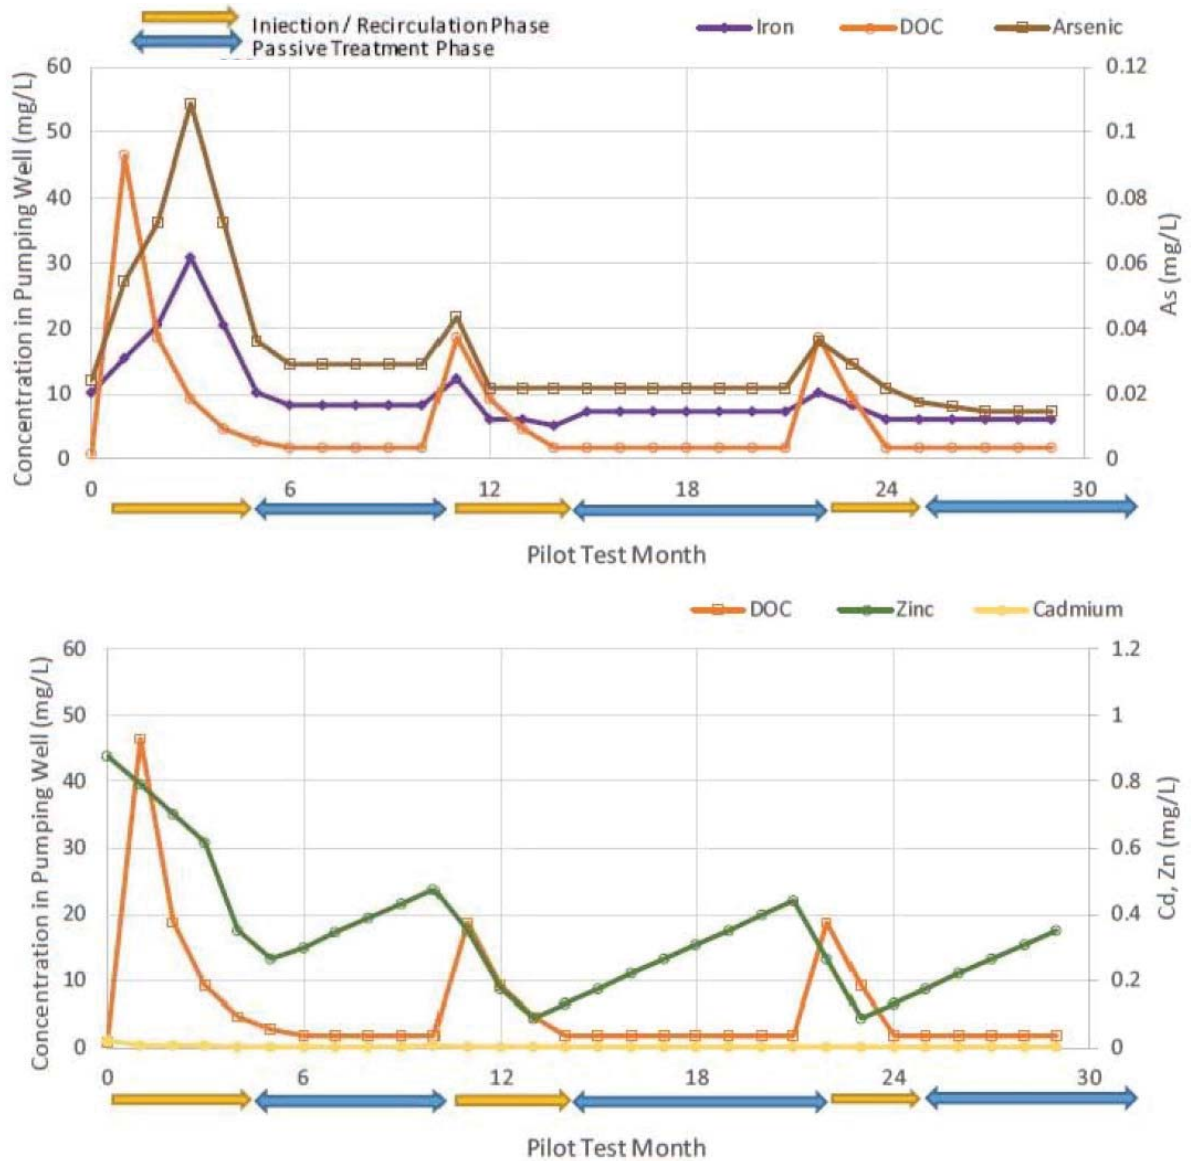 Injection / Recirculation Phase
Passive Treatment Phase
Iron DOC Arsenic
Concentration in Pumping Well (mg/L)
60
50
40
30
20
10
0
0.12
0.1
0.08
0.06
0.04
0.02
0
As (mg/L)
0 6 12 18 24 30
Pilot Test Month
DOC Zinc Cadmium
Concentration in Pumping Well (mg/L)
60
50
40
30
20
10
0
1.2
1
0.8
0.6
0.4
0.2
0
Cd, Zn (mg/L)
0 6 12 18 24 30
Pilot Test Month